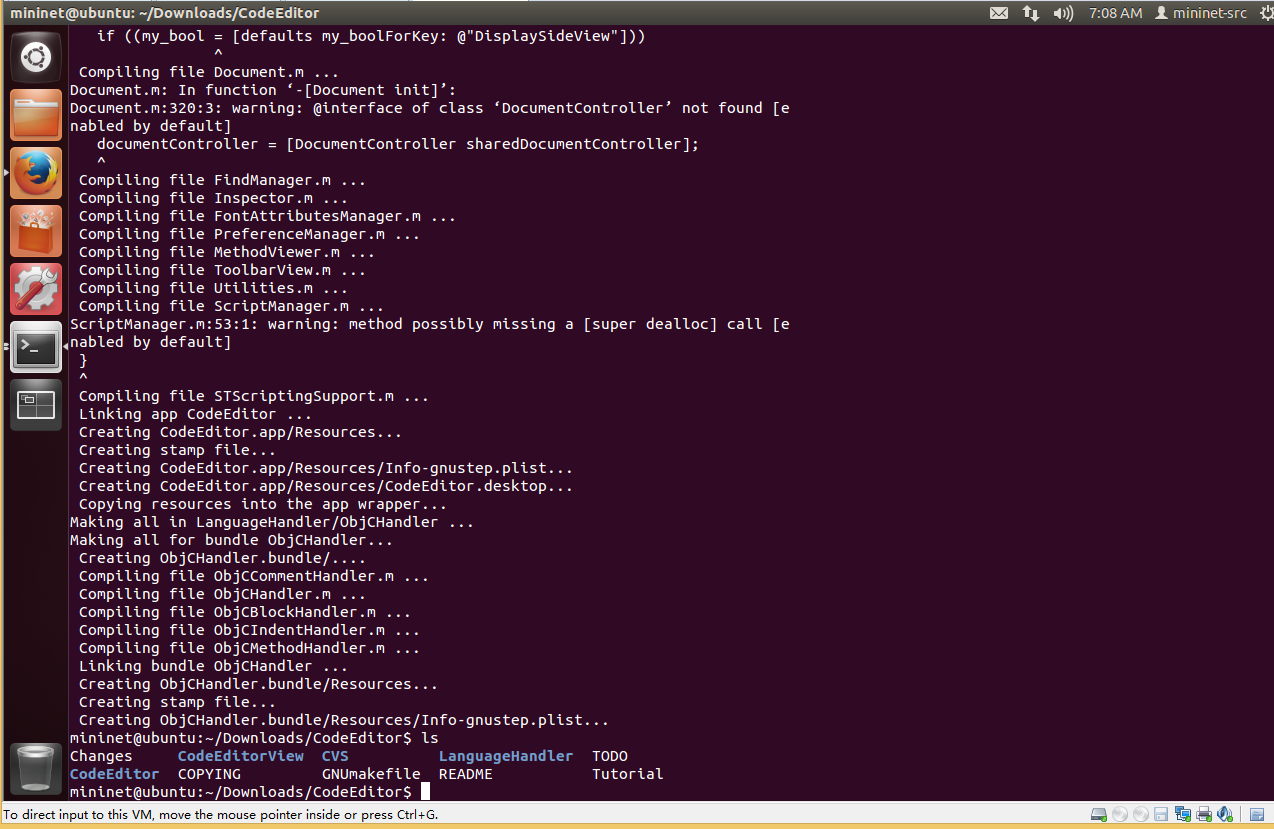 mininet@ubuntu: ~/Downloads/CodeEditor
7:08 AM
mininet-src
if ((my_bool = [defaults my_boolForKey: @"DisplaySideView"]))
^
Compiling file Document.m ...
Document.m: In function ‘-[Document init]’:
Document.m:320:3: warning: @interface of class ‘DocumentController’ not found [e
nabled by default]
documentController = [DocumentController sharedDocumentController];
^
Compiling file FindManager.m ...
Compiling file Inspector.m ...
Compiling file FontAttributesManager.m ...
Compiling file PreferenceManager.m ...
Compiling file MethodViewer.m ...
Compiling file ToolbarView.m ...
Compiling file Utilities.m ...
Compiling file ScriptManager.m ...
ScriptManager.m:53:1: warning: method possibly missing a [super dealloc] call [e
nabled by default]
}
^
Compiling file STScriptingSupport.m ...
Linking app CodeEditor ...
Creating CodeEditor.app/Resources...
Creating stamp file...
Creating CodeEditor.app/Resources/Info-gnustep.plist...
Creating CodeEditor.app/Resources/CodeEditor.desktop...
Copying resources into the app wrapper...
Making all in LanguageHandler/ObjCHandler ...
Making all for bundle ObjCHandler...
Creating ObjCHandler.bundle/....
Compiling file ObjCCommentHandler.m ...
Compiling file ObjCHandler.m ...
Compiling file ObjCBlockHandler.m ...
Compiling file ObjCIndentHandler.m ...
Compiling file ObjCMethodHandler.m ...
Linking bundle ObjCHandler ...
Creating ObjCHandler.bundle/Resources...
Creating stamp file...
Creating ObjCHandler.bundle/Resources/Info-gnustep.plist...
mininet@ubuntu:~/Downloads/CodeEditor$ ls
Changes CodeEditorView CVS LanguageHandler TODO
CodeEditor COPYING GNUmakefile README Tutorial
mininet@ubuntu:~/Downloads/CodeEditor$
To direct input to this VM, move the mouse pointer inside or press Ctrl+G.